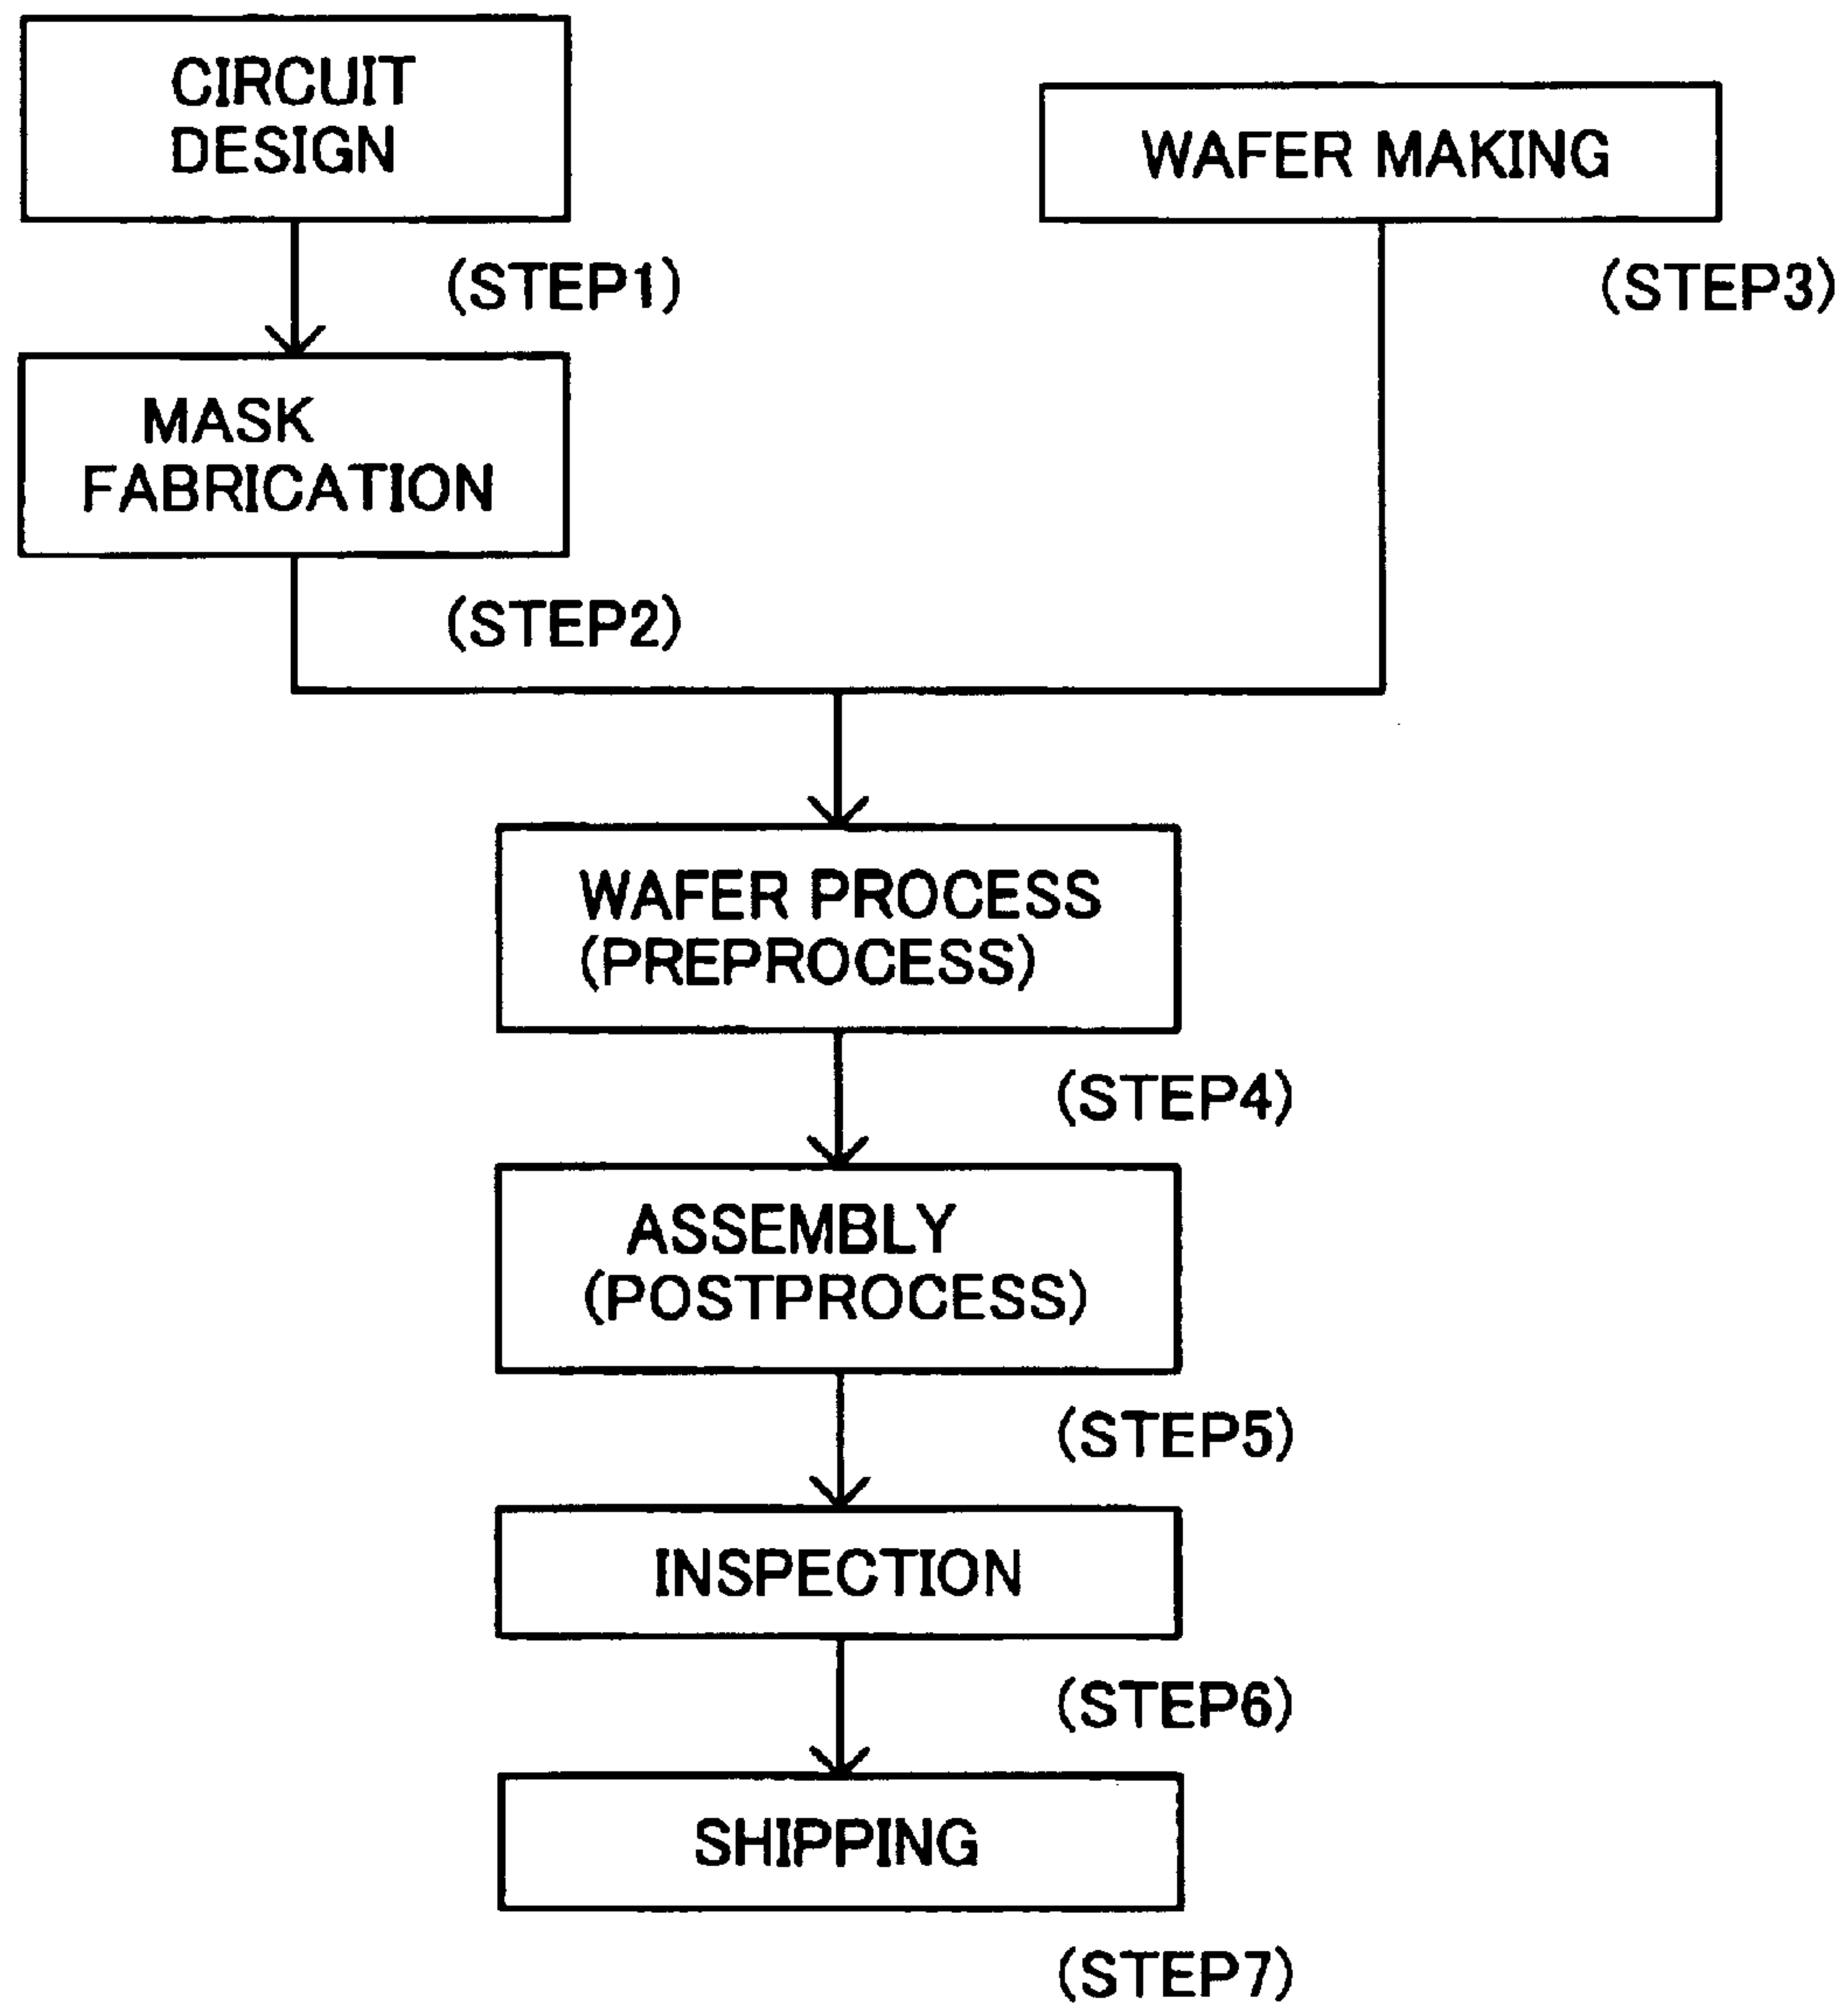 CIRCUIT
DESIGN
(STEP1)
MASK
FABRICATION
(STEP2)
WAFER MAKING
(STEP3)
WAFER PROCESS
(PREPROCESS)
(STEP4)
ASSEMBLY
(POSTPROCESS)
(STEP5)
INSPECTION
(STEP6)
SHIPPING
(STEP7)